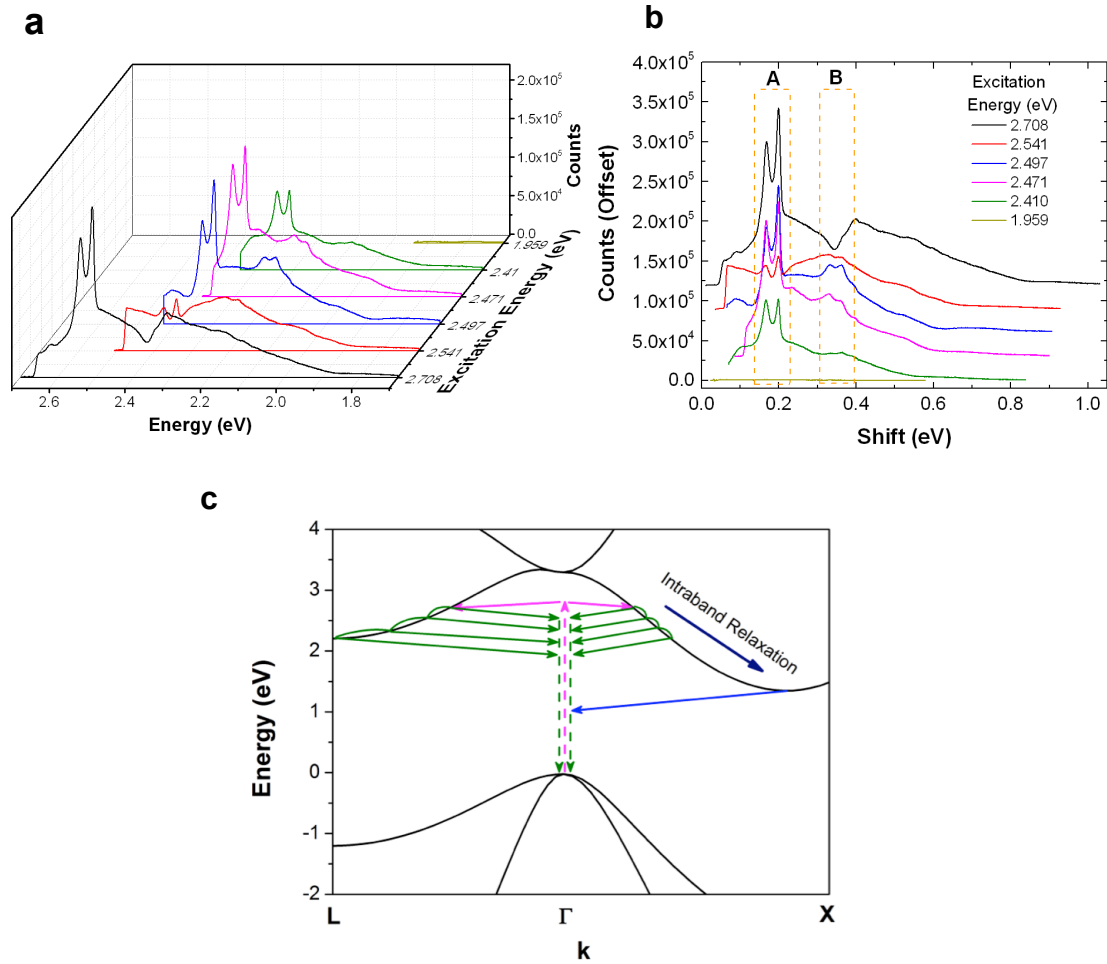 a
2.0x10⁵
1.5x10⁵
1.0x10⁵
5.0x10⁴
0.0
Counts
1.959
2.41
2.471
2.497
2.541
2.708
Excitation Energy (eV)
2.6 2.4 2.2 2.0 1.8
Energy (eV)
b
4.0x10⁵
3.5x10⁵
3.0x10⁵
2.5x10⁵
2.0x10⁵
1.5x10⁵
1.0x10⁵
5.0x10⁴
0.0
Counts (Offset)
A B
Excitation
Energy (eV)
2.708
2.541
2.497
2.471
2.410
1.959
0.0 0.2 0.4 0.6 0.8 1.0
Shift (eV)
c
4
3
2
1
0
-1
-2
Energy (eV)
Intraband Relaxation
L Γ X
k